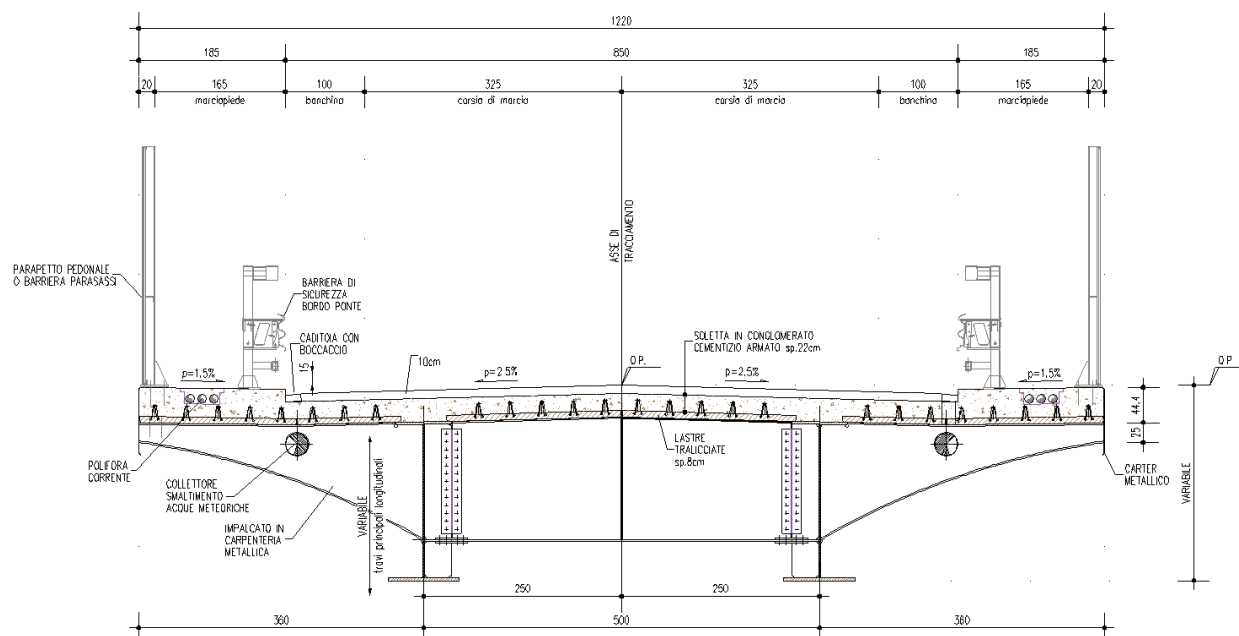 1220
185
850
185
20
165
100
325
325
100
165
20
marciapiede
banchina
corsia di marcia
corsia di marcia
banchina
marciapiede
ASSE DI
TRACCIAMENTO
PARAPETTO PEDONALE
O BARRIERA PARASASSI
BARRIERA DI
SICUREZZA
BORDO PONTE
CADITOIA CON
BOCCACCIO
15
10cm
SOLETTA IN CONGLOMERATO
CEMENTIZIO ARMATO sp.22cm
O.P.
O P
p=1,5%
p=2.5%
p=2,5%
p=1,5%
44,4
25
LASTRE
TRALICCIATE
sp.8cm
POLIFORA
CORRENTE
COLLETTORE
SMALTIMENTO
ACQUE METEORICHE
IMPALCATO IN
CARPENTERIA
METALLICA
VARIABILE
travi principali longitudinali
CARTER
METALLICO
VARIABILE
250
250
360
500
360